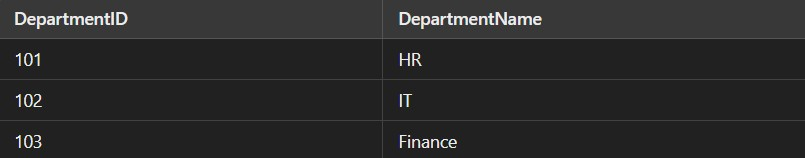 DepartmentID DepartmentName
101 HR
102 IT
103 Finance